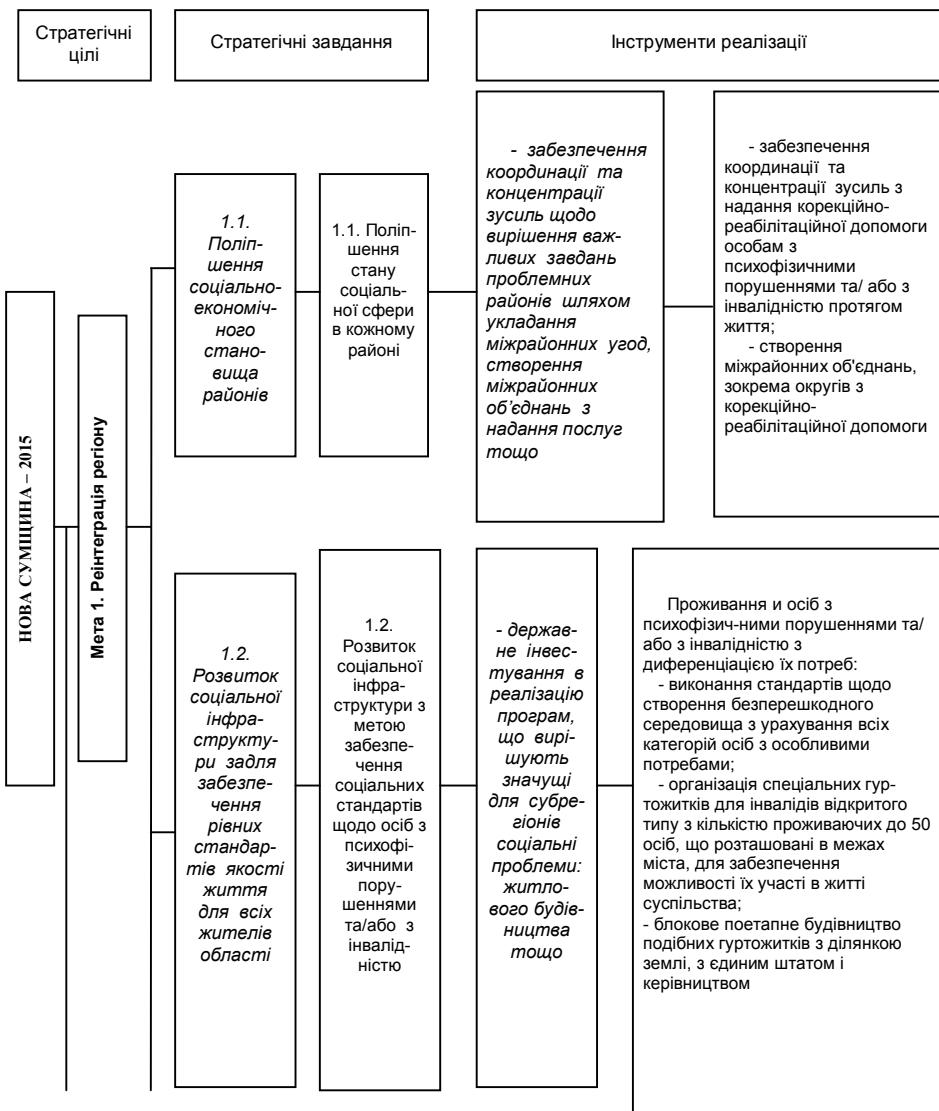 Стратегічні
цілі
Стратегічні завдання
Інструменти реалізації
НОВА СУМЩИНА – 2015
Мета 1. Реінтеграція регіону
1.1.
Поліп-
шення
соціально-
економіч-
ного
стано-
вища
районів
1.1. Поліп-
шення
стану
соціаль-
ної сфери
в кожному
районі
- забезпечення
координації та
концентрації
зусиль щодо
вирішення важ-
ливих завдань
проблемних
районів шляхом
укладання
міжрайонних угод,
створення
міжрайонних
об’єднань з
надання послуг
тощо
- забезпечення
координації та
концентрації зусиль з
надання корекційно-
реабілітаційної допомоги
особам з
психофізичними
порушеннями та/ або з
інвалідністю протягом
життя;
- створення
міжрайонних об'єднань,
зокрема округів з
корекційно-
реабілітаційної допомоги
1.2.
Розвиток
соціальної
інфра-
структу-
ри задля
забезпе-
чення
рівних
стандар-
тів якості
життя
для всіх
жителів
області
1.2.
Розвиток
соціальної
інфра-
структури з
метою
забезпе-
чення
соціальних
стандартів
щодо осіб з
психофі-
зичними
пору-
шеннями
та/або з
інвалід-
ністю
- держав-
не інвес-
тування в
реалізацію
програм,
що вирі-
шують
значущі
для субре-
гіонів
соціальні
проблеми:
житло-
вого будів-
ництва
тощо
Проживання и осіб з
психофізич-ними порушеннями та/
або з інвалідністю з
диференціацією їх потреб:
- виконання стандартів щодо
створення безперешкодного
середовища з урахування всіх
категорій осіб з особливими
потребами;
- організація спеціальних гур-
тожитків для інвалідів відкритого
типу з кількістю проживаючих до 50
осіб, що розташовані в межах
міста, для забезпечення
можливості їх участі в житті
суспільства;
- блокове поетапне будівництво
подібних гуртожитків з ділянкою
землі, з єдиним штатом і
керівництвом